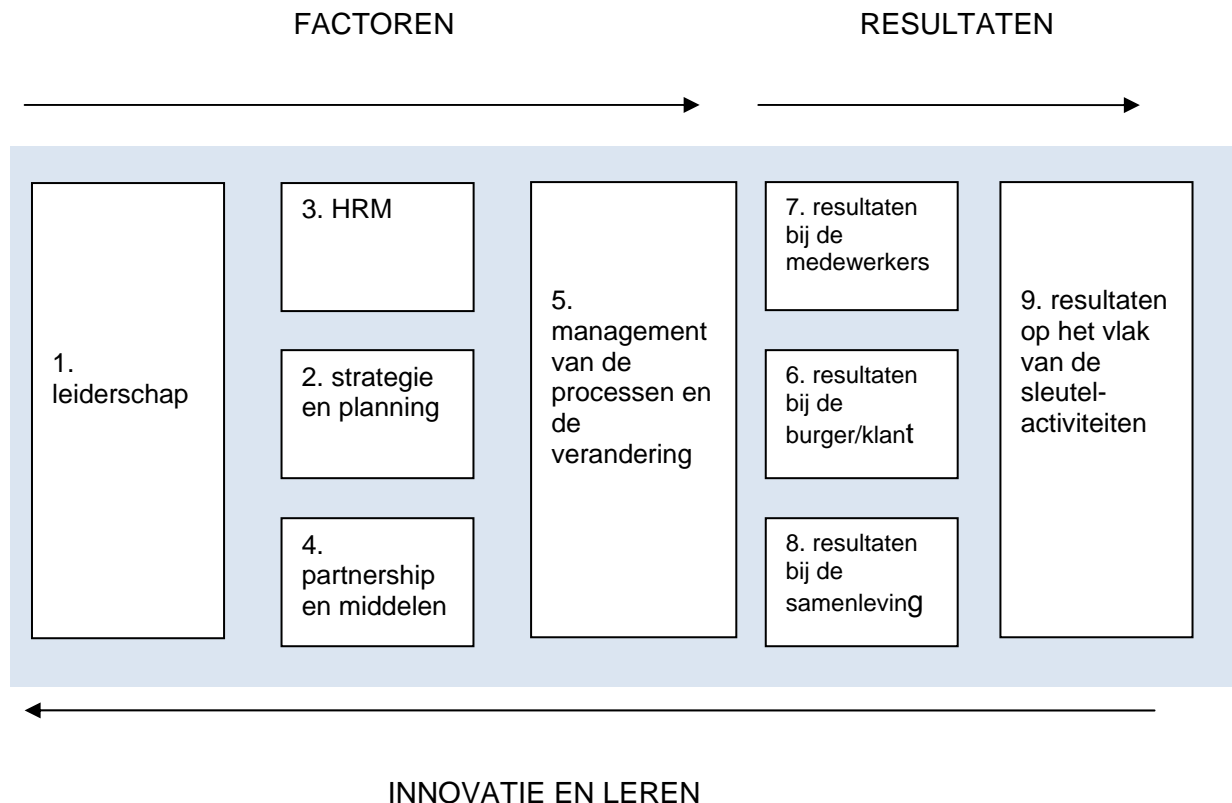 FACTOREN
RESULTATEN
1.
leiderschap
3. HRM
2. strategie
en planning
4.
partnership
en middelen
5.
management
van de
processen en
de
verandering
7. resultaten
bij de
medewerkers
6. resultaten
bij de
burger/klant
8. resultaten
bij de
samenleving
9. resultaten
op het vlak
van de
sleutel-
activiteiten
INNOVATIE EN LEREN